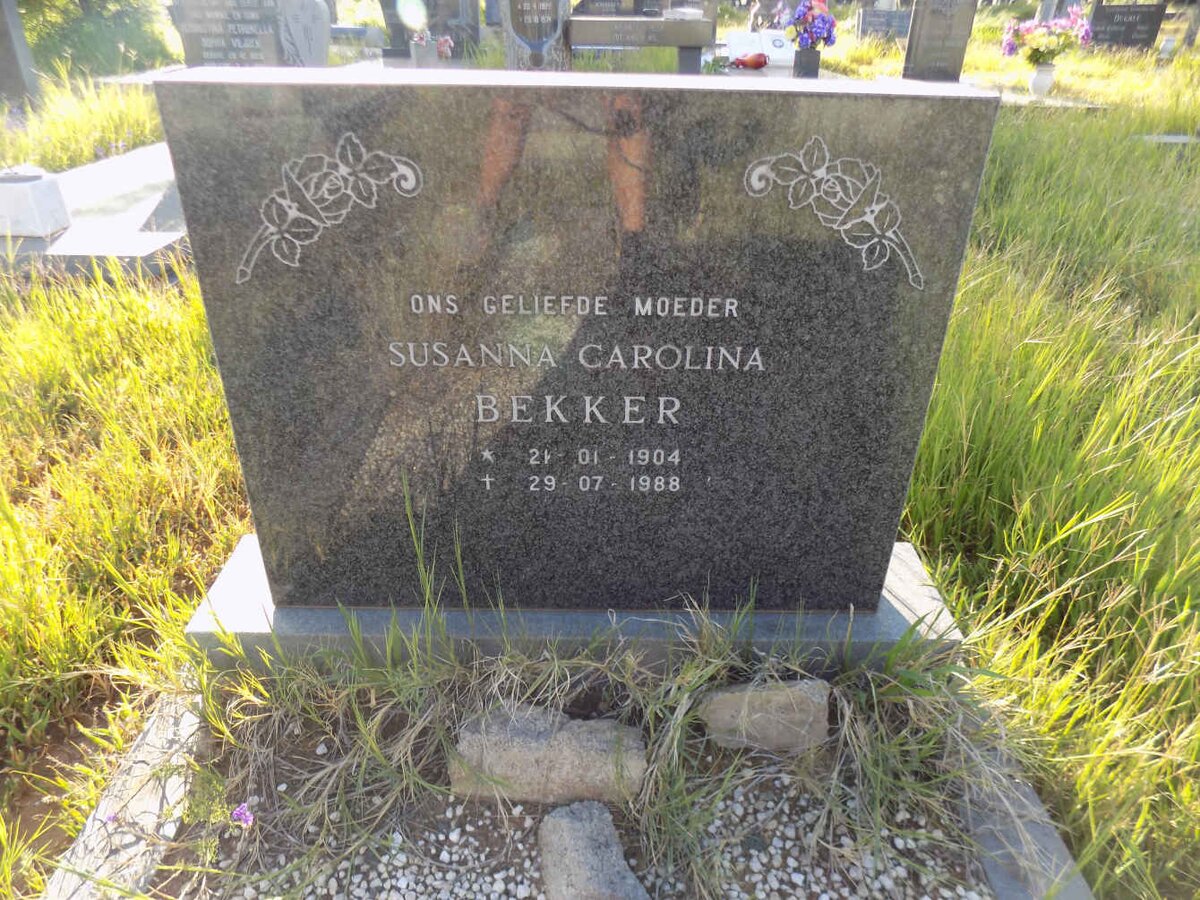 ONS GELIEFDE MOEDER
SUSANNA CAROLINA
BEKKER
* 21-01-1904
✝ 29-07-1988